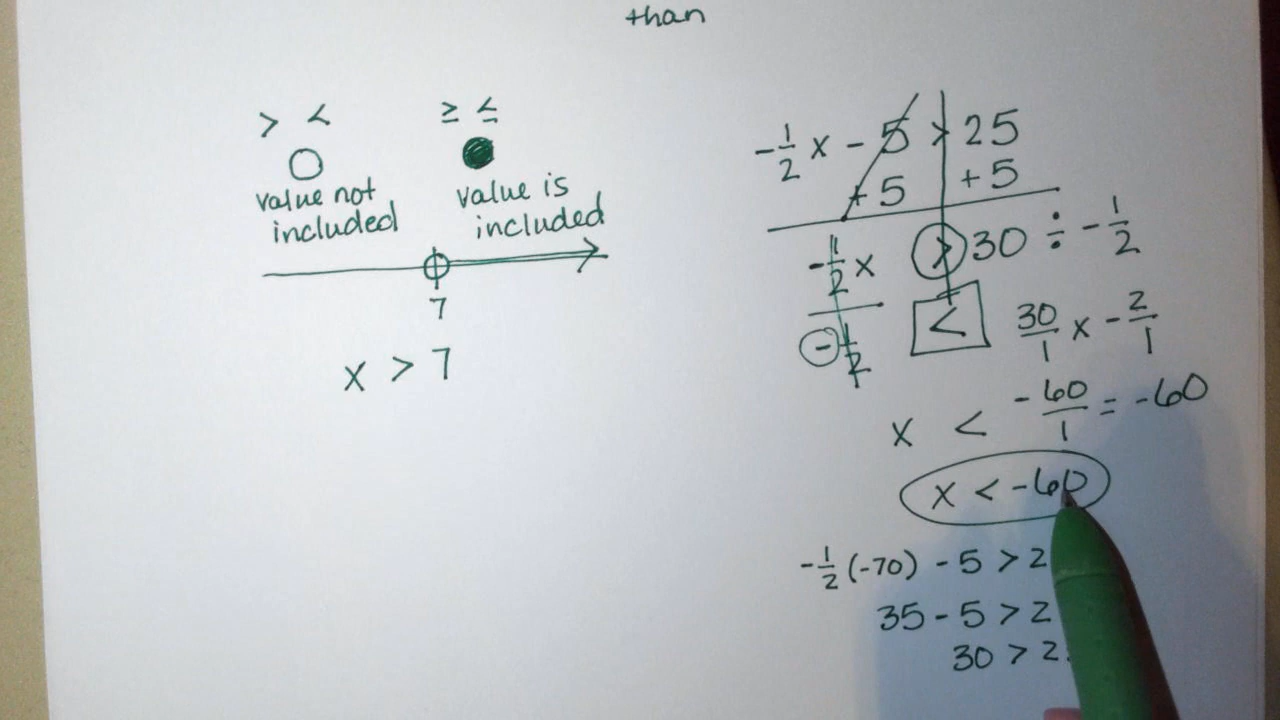 than
> < ≥ ≤
value not included
value is included
7
x > 7
-1/2 x - 5 > 25
+5 +5
-1/2 x > 30 ÷ -1/2
-1/2 < 30/1 x -2/1
x < -60/1 = -60
x < -60
-1/2 (-70) - 5 > 2
35 - 5 > 2
30 > 2